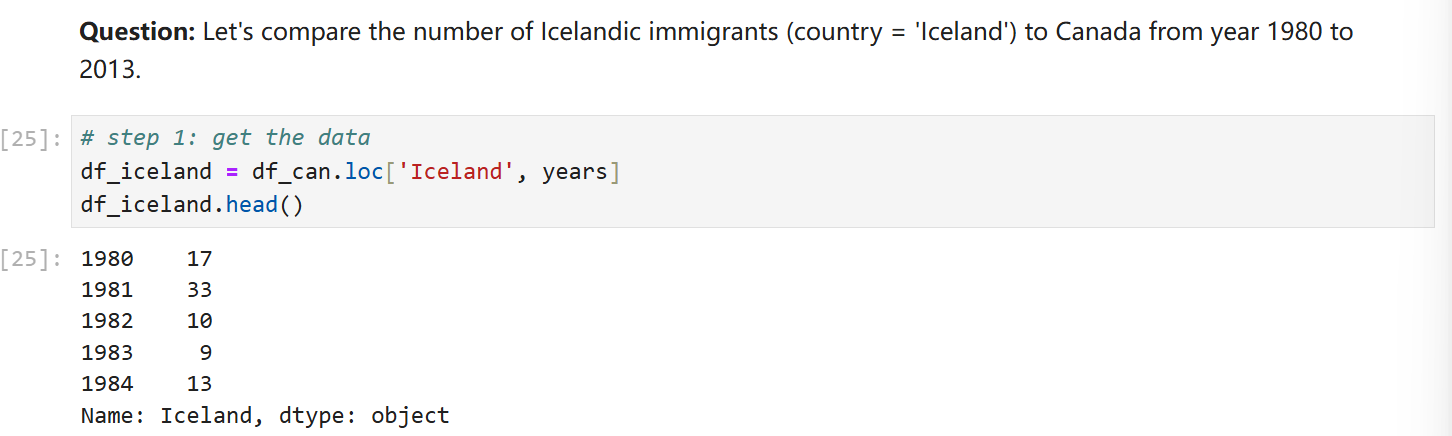 Question: Let's compare the number of Icelandic immigrants (country = 'Iceland') to Canada from year 1980 to
2013.
[25]: # step 1: get the data
df_iceland = df_can.loc['Iceland', years]
df_iceland.head()
[25]: 1980    17
1981    33
1982    10
1983     9
1984    13
Name: Iceland, dtype: object